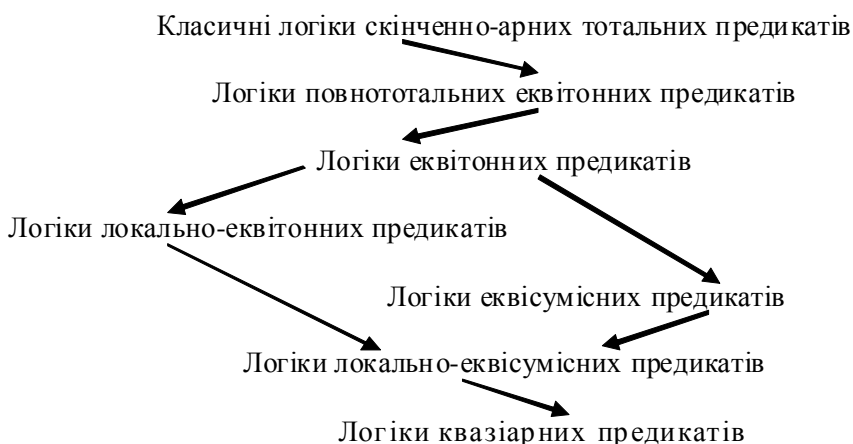 Класичні логіки скінченно-арних тотальних предикатів
Логіки повнототальних еквітонних предикатів
Логіки еквітонних предикатів
Логіки локально-еквітонних предикатів
Логіки еквісумісних предикатів
Логіки локально-еквісумісних предикатів
Логіки квазіарних предикатів